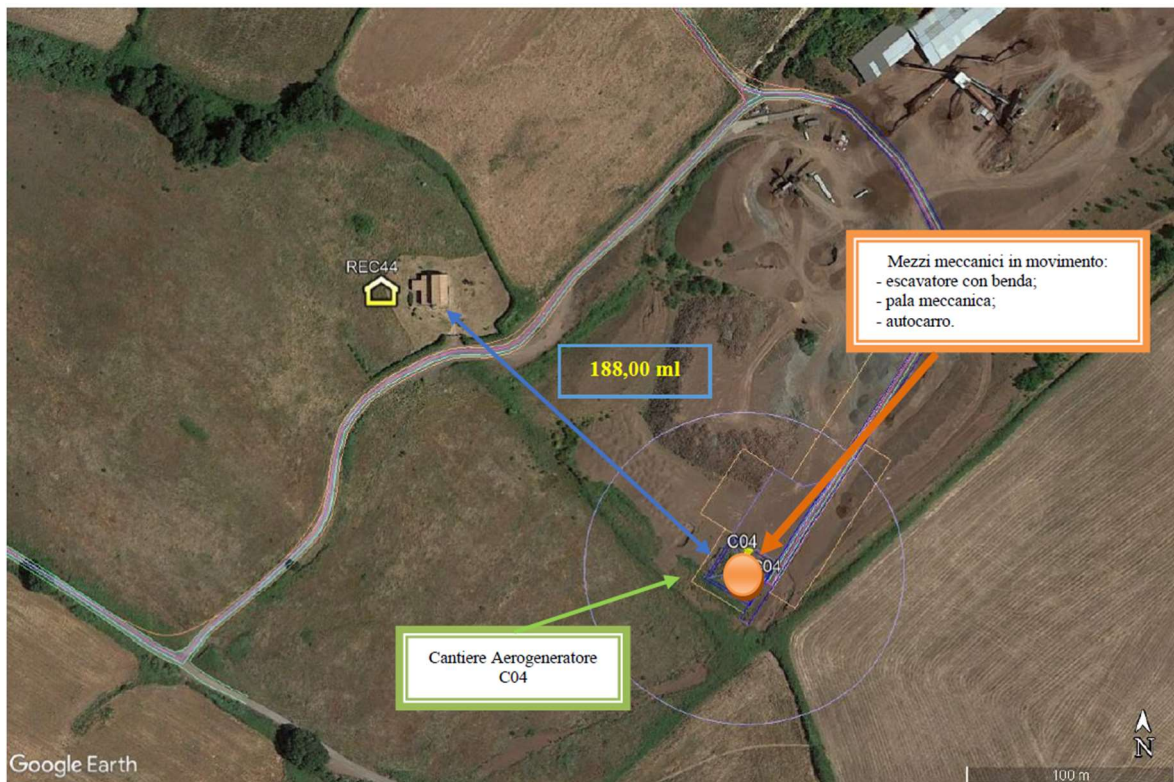 REC44
Mezzi meccanici in movimento:
- escavatore con benda;
- pala meccanica;
- autocarro.
188,00 ml
C04
C04
Cantiere Aerogeneratore
C04
N
Google Earth
100 m